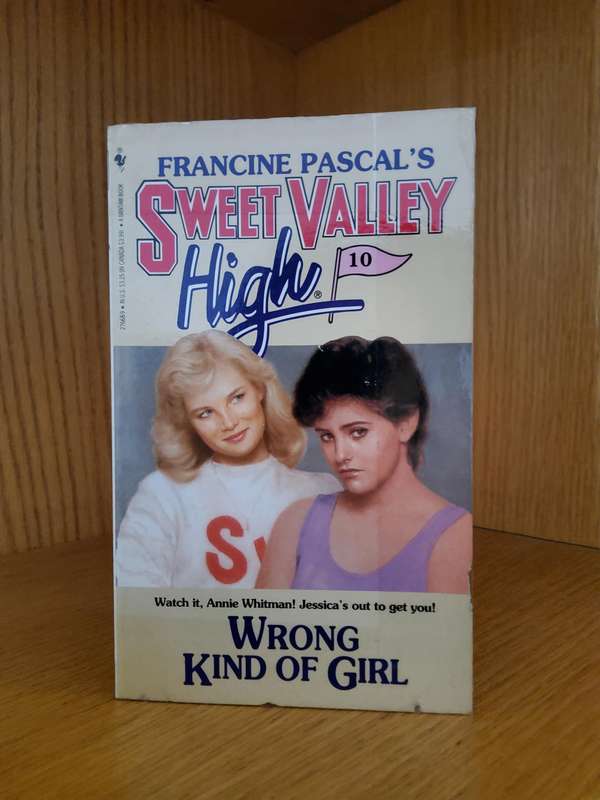 FRANCINE PASCAL'S
SWEET VALLEY
High®
10
S
Watch it, Annie Whitman! Jessica's out to get you!
WRONG
KIND OF GIRL